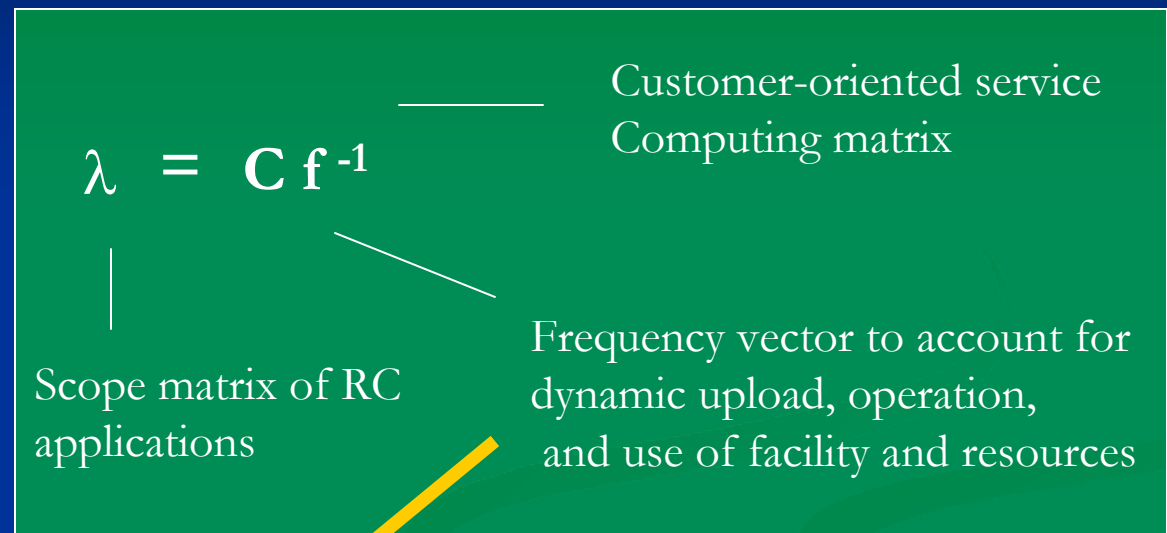 Customer-oriented service
Computing matrix
λ = C f -1
Frequency vector to account for
dynamic upload, operation,
and use of facility and resources
Scope matrix of RC
applications